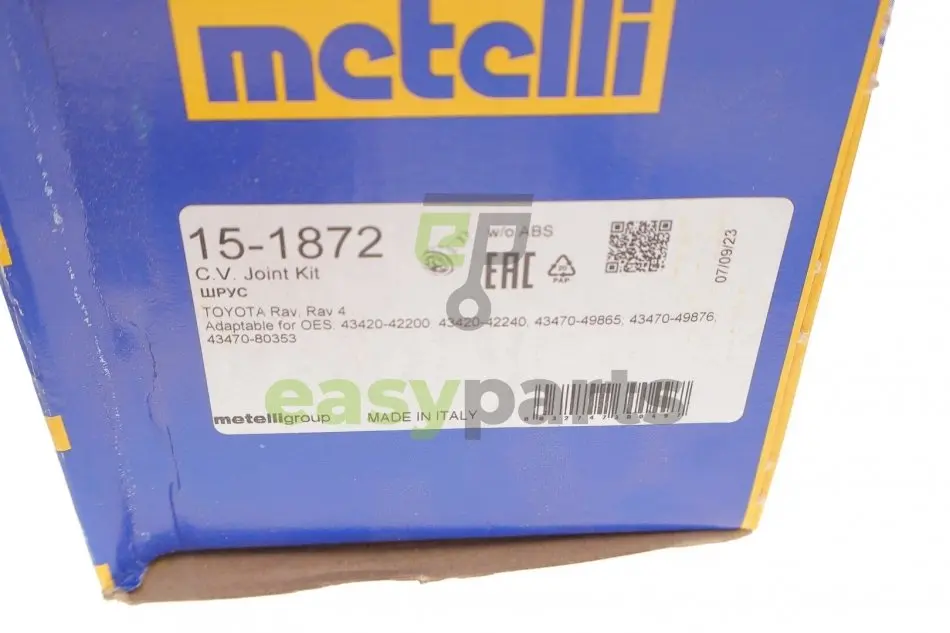 metelli
15-1872
w/o ABS
C.V. Joint Kit
EAC
PAP
07/09/23
ШРУС
TOYOTA Rav, Rav 4
Adaptable for OES: 43420-42200, 43420-42240, 43470-49865, 43470-49876,
43470-80353
easyparts
metelligroup MADE IN ITALY